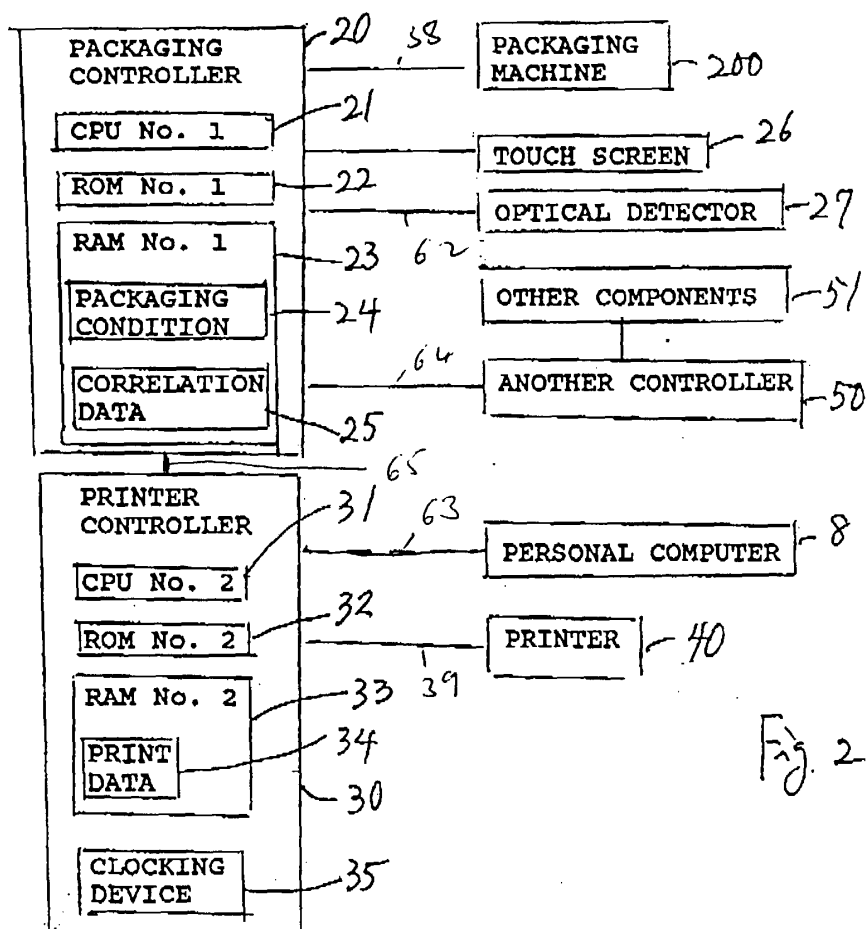 PACKAGING
CONTROLLER
20
38
PACKAGING
MACHINE
200
CPU No. 1
21
TOUCH SCREEN
26
ROM No. 1
22
OPTICAL DETECTOR
27
62
RAM No. 1
23
PACKAGING
CONDITION
24
OTHER COMPONENTS
51
64
CORRELATION
DATA
25
ANOTHER CONTROLLER
50
65
PRINTER
CONTROLLER
31
63
PERSONAL COMPUTER
8
CPU No. 2
32
ROM No. 2
PRINTER
40
39
RAM No. 2
33
34
PRINT
DATA
30
Fig. 2
CLOCKING
DEVICE
35